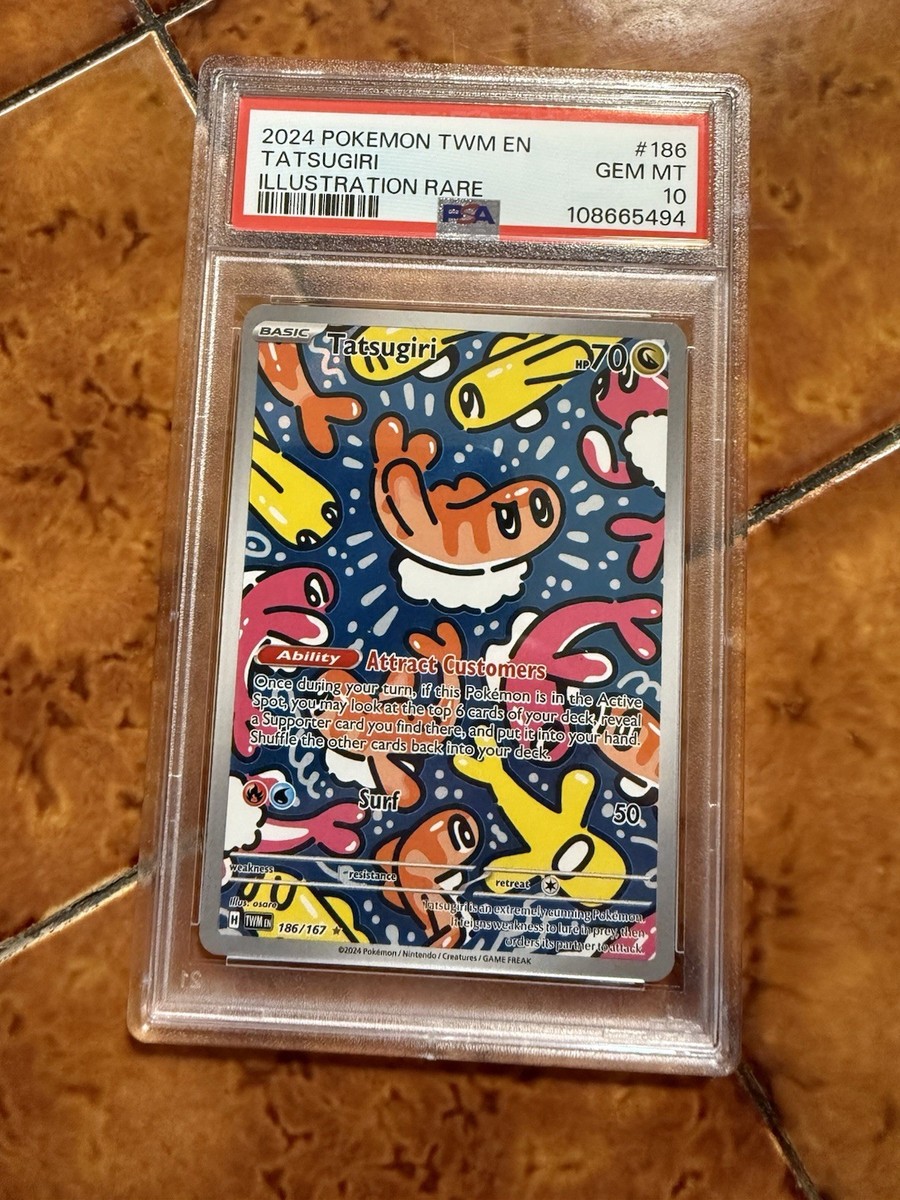 2024 POKEMON TWM EN
#186
TATSUGIRI
GEM MT
ILLUSTRATION RARE
10
PSA
108665494
BASIC
Tatsugiri
HP70
Ability Attract Customers
Once during your turn, if this Pokémon is in the Active
Spot, you may look at the top 6 cards of your deck, reveal
a Supporter card you find there, and put it into your hand.
Shuffle the other cards back into your deck.
Surf
50
weakness
resistance
retreat
Illus. osare
Tatsugiri is an extremely cunning Pokémon.
It feigns weakness to lure in prey, then
orders its partner to attack.
H
TWM EN
186/167
©2024 Pokémon / Nintendo / Creatures / GAME FREAK